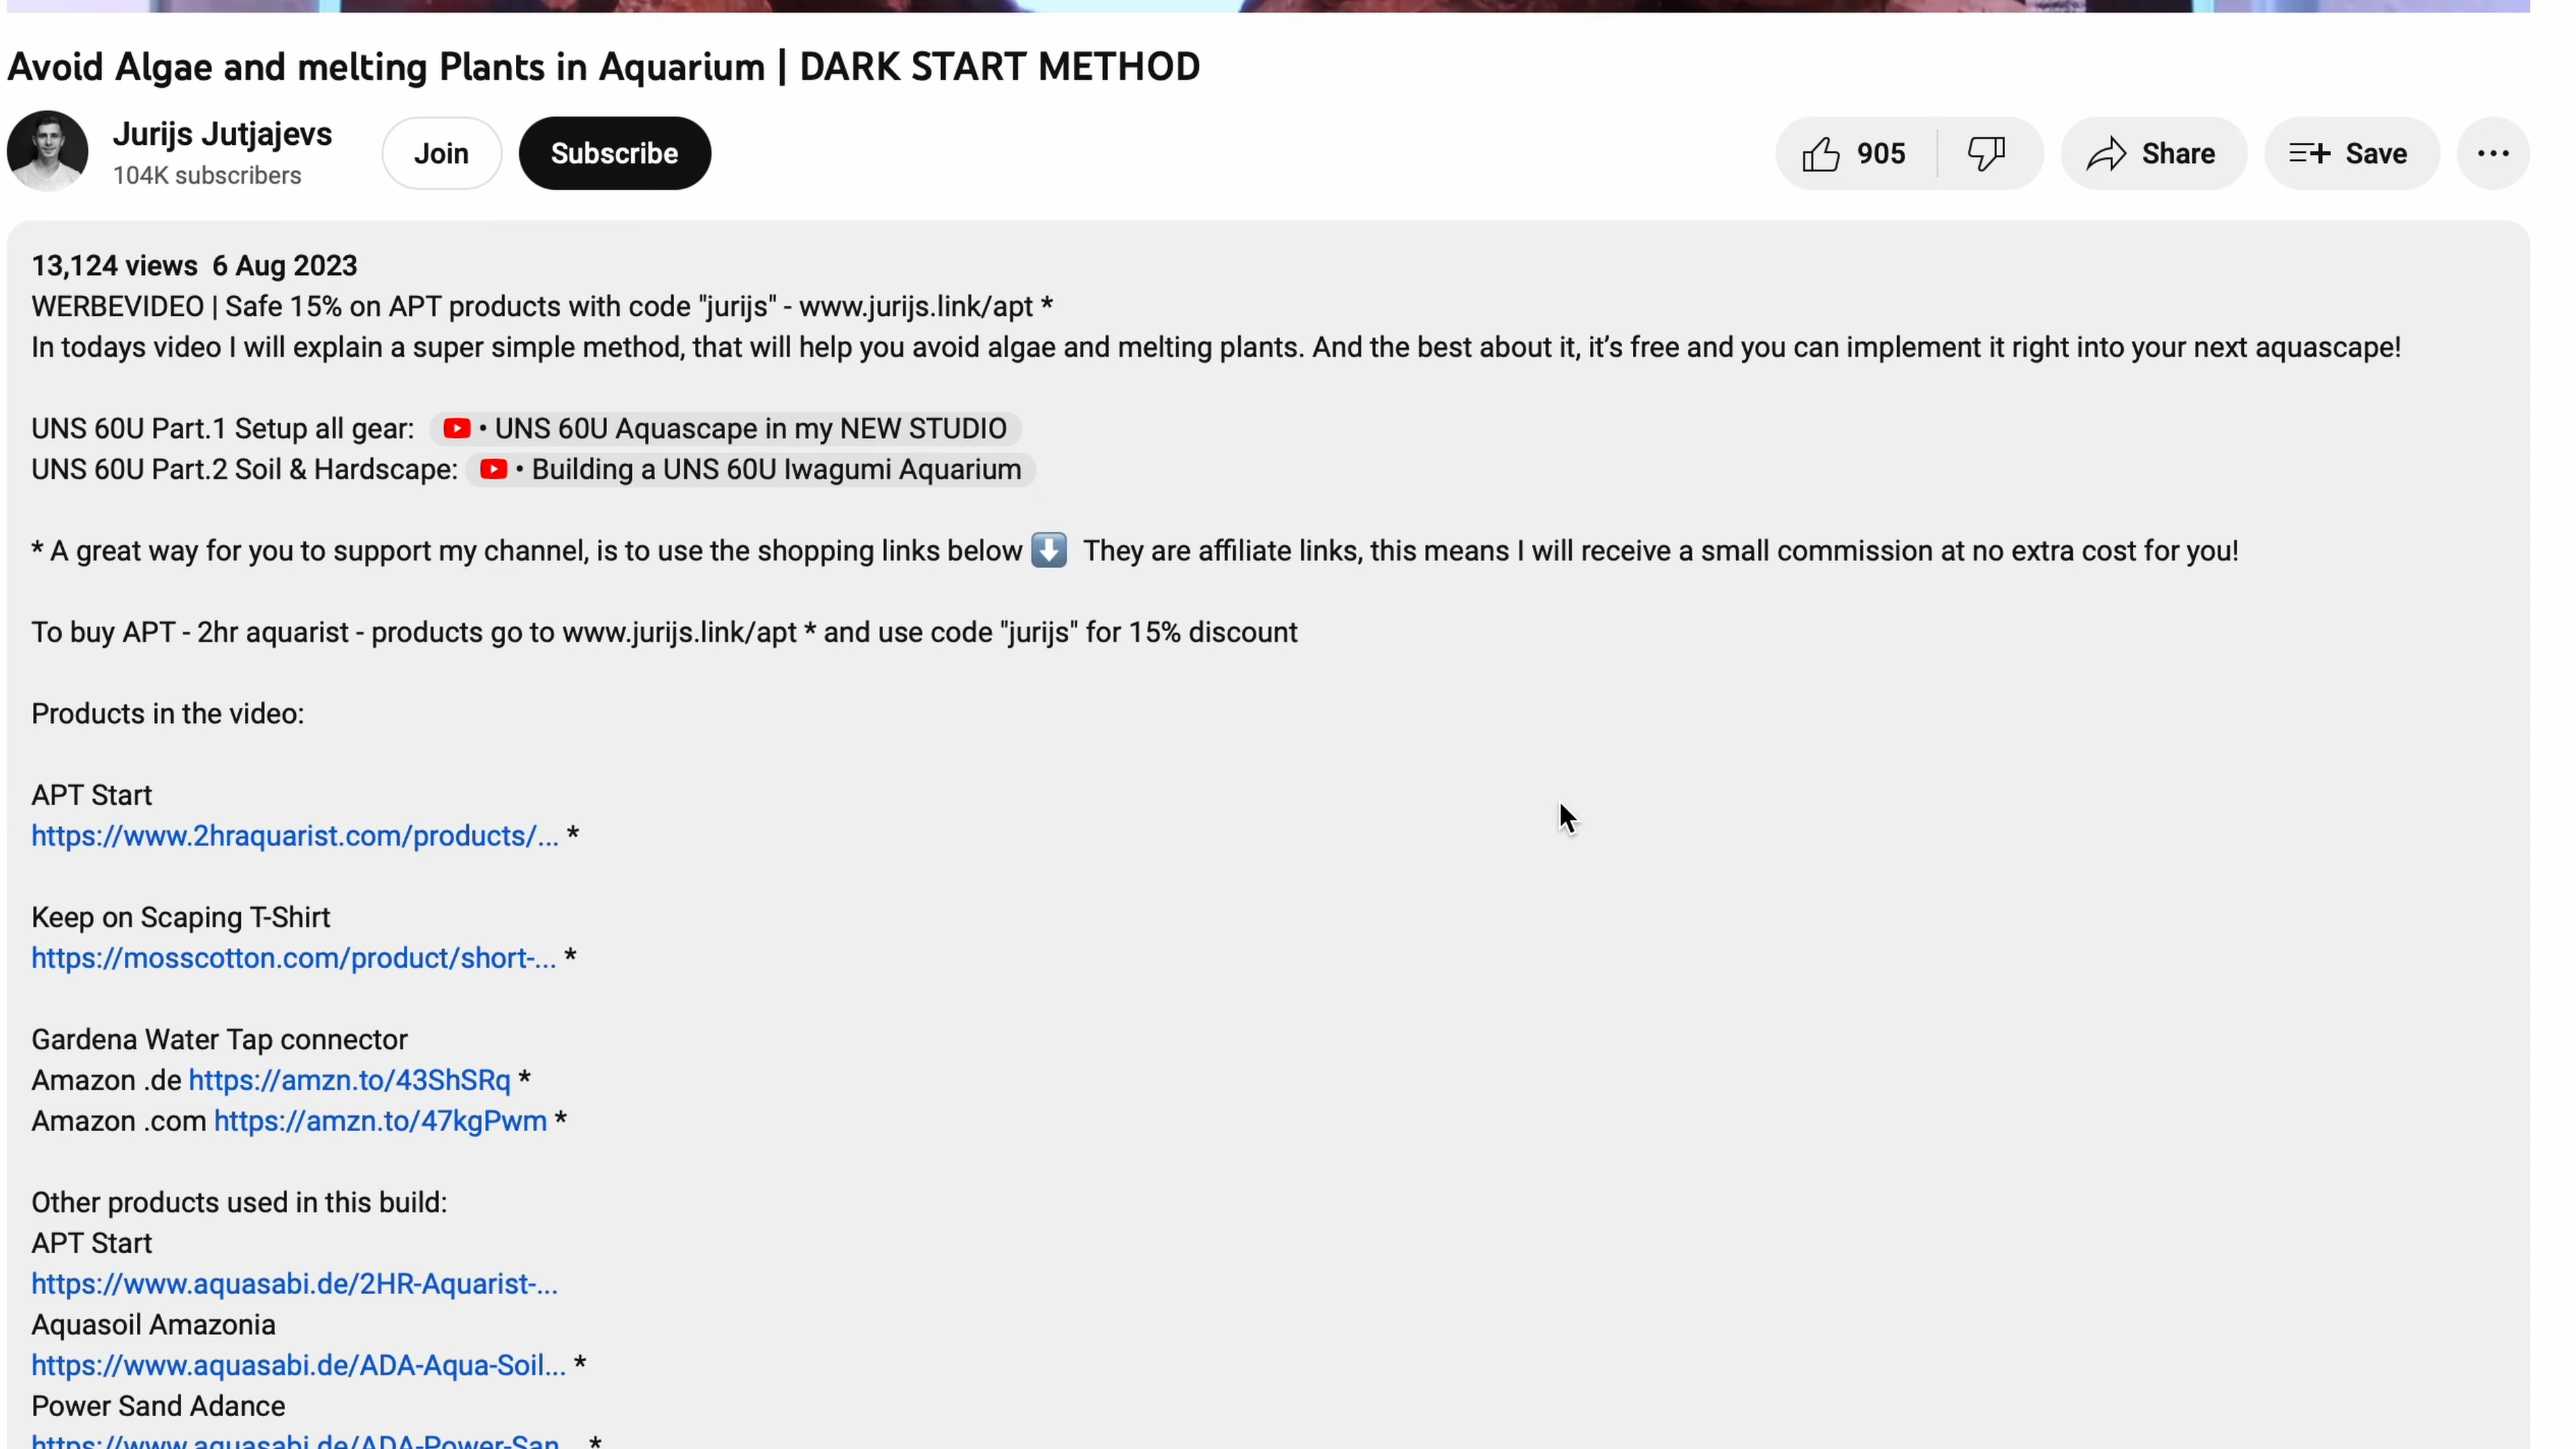 Avoid Algae and melting Plants in Aquarium | DARK START METHOD
Jurijs Jutjajevs
104K subscribers
Join
Subscribe
905
Share
Save
13,124 views 6 Aug 2023
WERBEVIDEO | Safe 15% on APT products with code "jurijs" - www.jurijs.link/apt *
In todays video I will explain a super simple method, that will help you avoid algae and melting plants. And the best about it, it’s free and you can implement it right into your next aquascape!
UNS 60U Part.1 Setup all gear: • UNS 60U Aquascape in my NEW STUDIO
UNS 60U Part.2 Soil & Hardscape: • Building a UNS 60U Iwagumi Aquarium
* A great way for you to support my channel, is to use the shopping links below ⬇️ They are affiliate links, this means I will receive a small commission at no extra cost for you!
To buy APT - 2hr aquarist - products go to www.jurijs.link/apt * and use code "jurijs" for 15% discount
Products in the video:
APT Start
https://www.2hraquarist.com/products/... *
Keep on Scaping T-Shirt
https://mosscotton.com/product/short-... *
Gardena Water Tap connector
Amazon .de https://amzn.to/43ShSRq *
Amazon .com https://amzn.to/47kgPwm *
Other products used in this build:
APT Start
https://www.aquasabi.de/2HR-Aquarist-...
Aquasoil Amazonia
https://www.aquasabi.de/ADA-Aqua-Soil... *
Power Sand Adance
https://www.aquasabi.de/ADA-Power-San... *